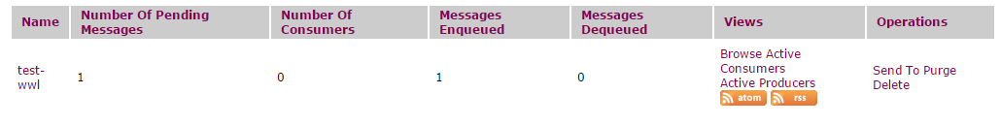 Name Number Of Pending Messages Number Of Consumers Messages Enqueued Messages Dequeued Views Operations
test-wwl 1 0 1 0 Browse Active Consumers Send To Purge
Active Producers Delete
atom rss